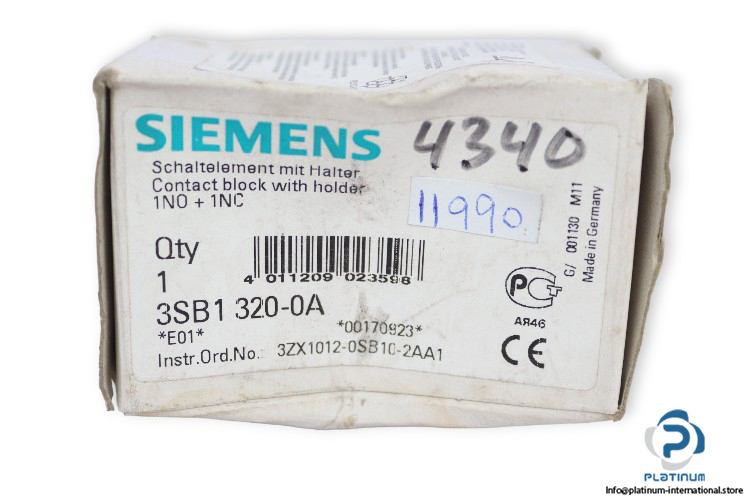 SIEMENS
4340
Schaltelement mit Halter
Contact block with holder
1NO + 1NC
11990
Qty
1
4 011209 023598
3SB1 320-0A
*E01*
*00170823*
Instr.Ord.No.: 3ZX1012-0SB10-2AA1
G/ 001130 M11
Made in Germany
АЯ46
CE
PLATINUM
Info@platinum-international.store